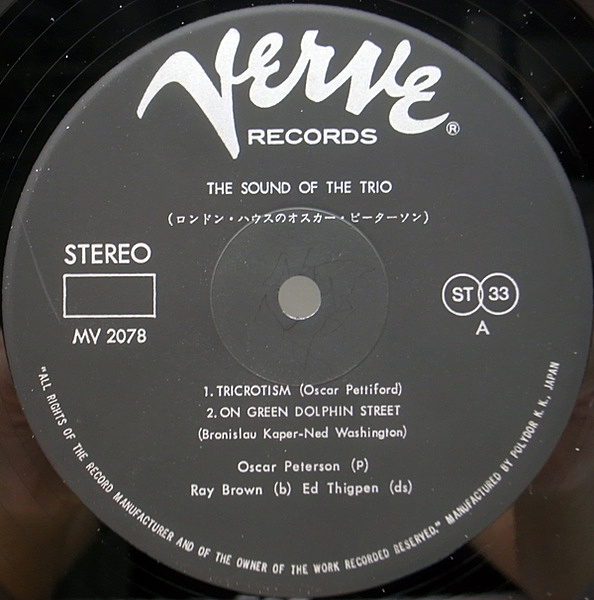 Verve
RECORDS ®
THE SOUND OF THE TRIO
(ロンドン・ハウスのオスカー・ピーターソン)
STEREO
MV 2078
ST 33
A
1. TRICROTISM (Oscar Pettiford)
2. ON GREEN DOLPHIN STREET
(Bronislau Kaper-Ned Washington)
Oscar Peterson (p)
Ray Brown (b) Ed Thigpen (ds)
"ALL RIGHTS OF THE RECORD MANUFACTURER AND OF THE OWNER OF THE WORK RECORDED RESERVED." MANUFACTURED BY POLYDOR K. K., JAPAN